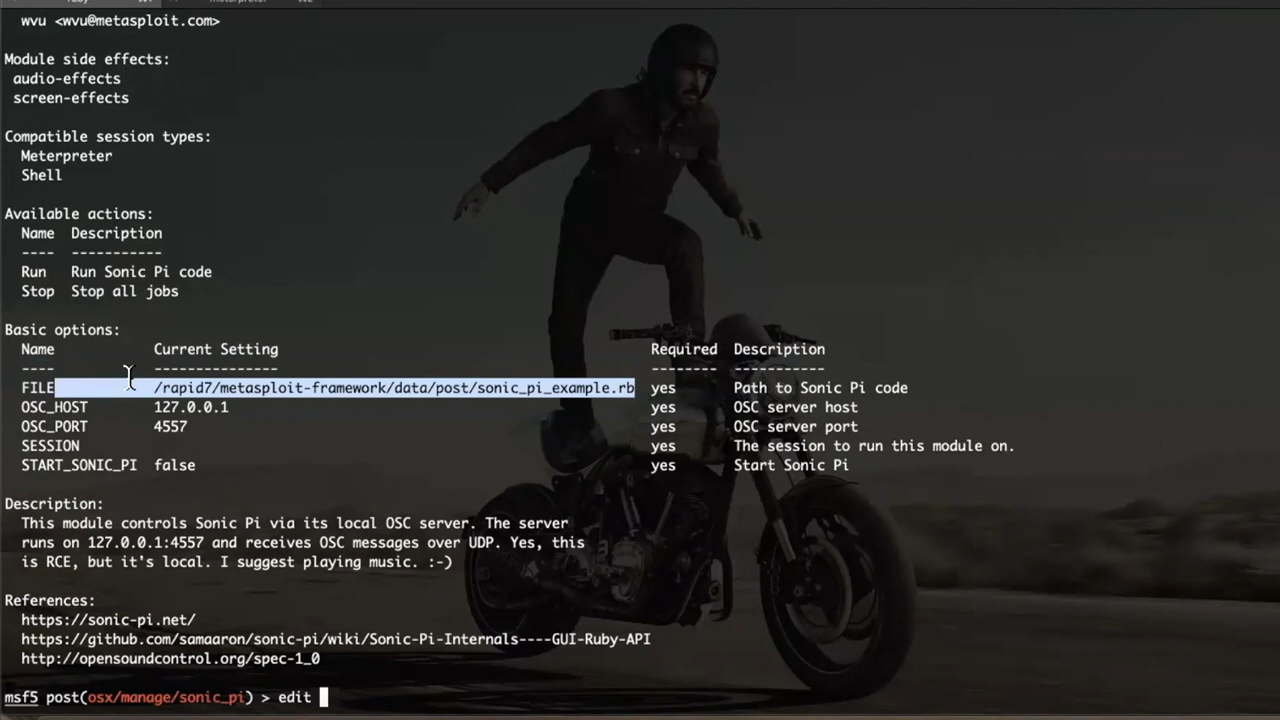 wvu <wvu@metasploit.com>
Module side effects:
audio-effects
screen-effects
Compatible session types:
Meterpreter
Shell
Available actions:
Name  Description
----  -----------
Run   Run Sonic Pi code
Stop  Stop all jobs
Basic options:
Name  Current Setting  Required  Description
----  ---------------  --------  -----------
FILE  /rapid7/metasploit-framework/data/post/sonic_pi_example.rb  yes  Path to Sonic Pi code
OSC_HOST  127.0.0.1  yes  OSC server host
OSC_PORT  4557  yes  OSC server port
SESSION  yes  The session to run this module on.
START_SONIC_PI  false  yes  Start Sonic Pi
Description:
This module controls Sonic Pi via its local OSC server. The server
runs on 127.0.0.1:4557 and receives OSC messages over UDP. Yes, this
is RCE, but it's local. I suggest playing music. :-)
References:
https://sonic-pi.net/
https://github.com/samaaron/sonic-pi/wiki/Sonic-Pi-Internals----GUI-Ruby-API
http://opensoundcontrol.org/spec-1_0
msf5 post(osx/manage/sonic_pi) > edit